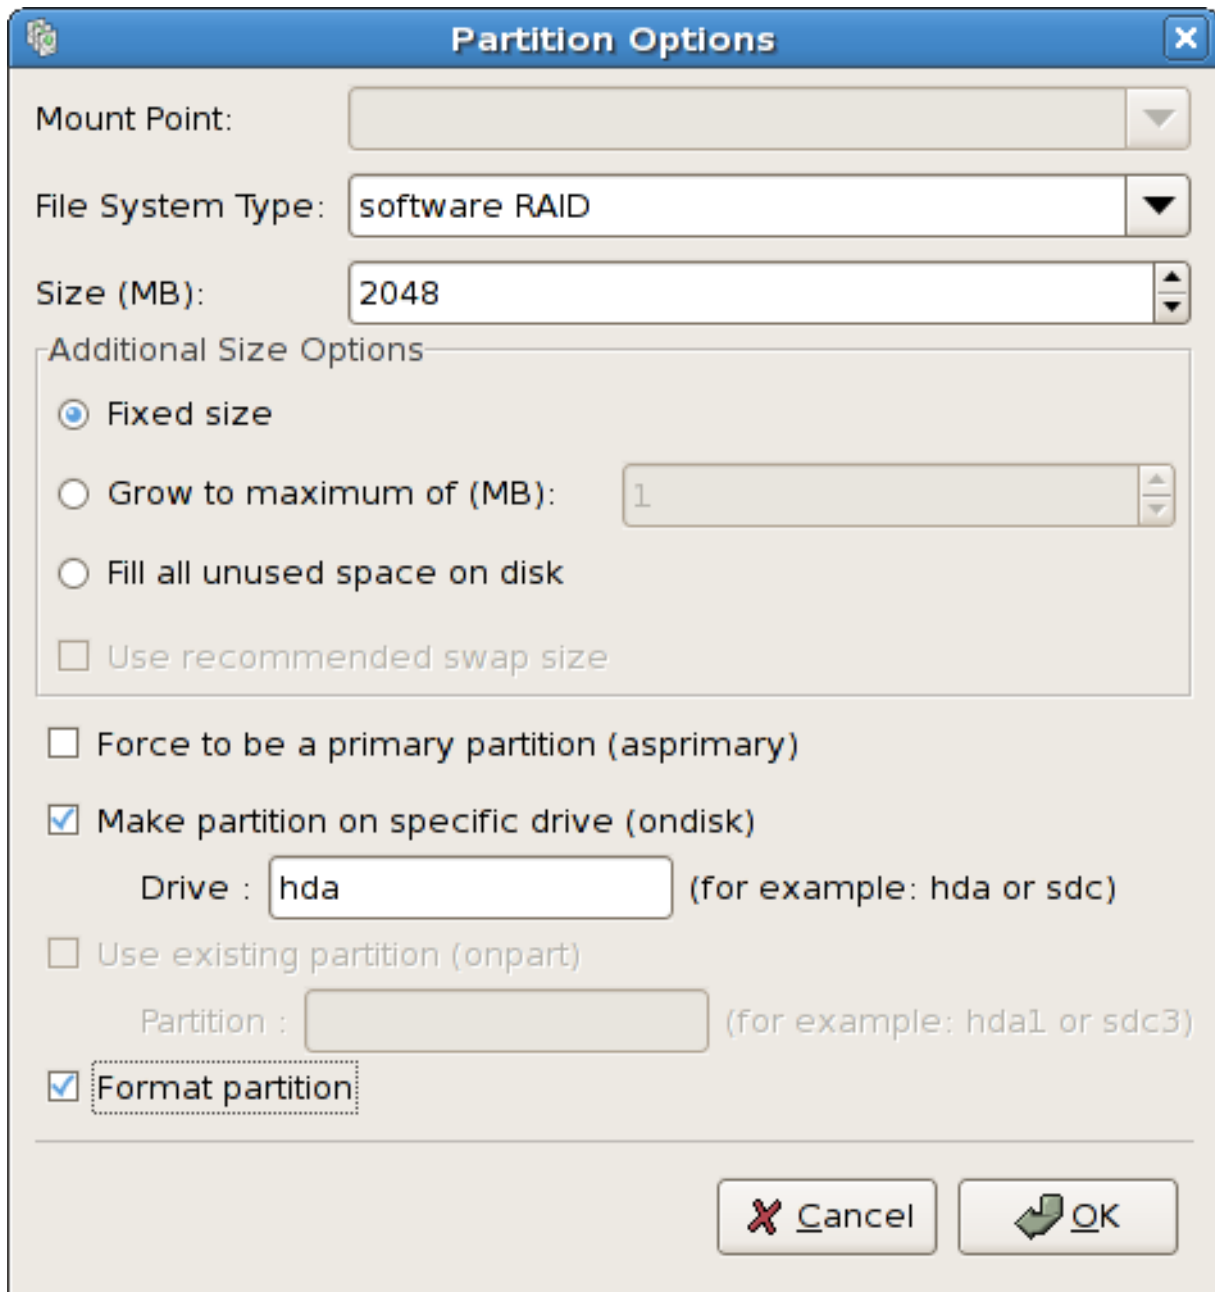 Partition Options
Mount Point:
File System Type: software RAID
Size (MB): 2048
Additional Size Options
Fixed size
Grow to maximum of (MB): 1
Fill all unused space on disk
Use recommended swap size
Force to be a primary partition (asprimary)
Make partition on specific drive (ondisk)
Drive : hda (for example: hda or sdc)
Use existing partition (onpart)
Partition : (for example: hda1 or sdc3)
Format partition
Cancel OK